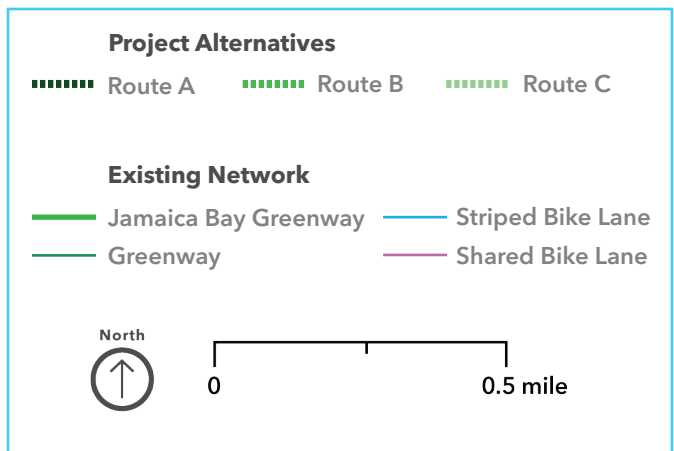 Project Alternatives
Route A Route B Route C
Existing Network
Jamaica Bay Greenway Striped Bike Lane
Greenway Shared Bike Lane
North
0 0.5 mile